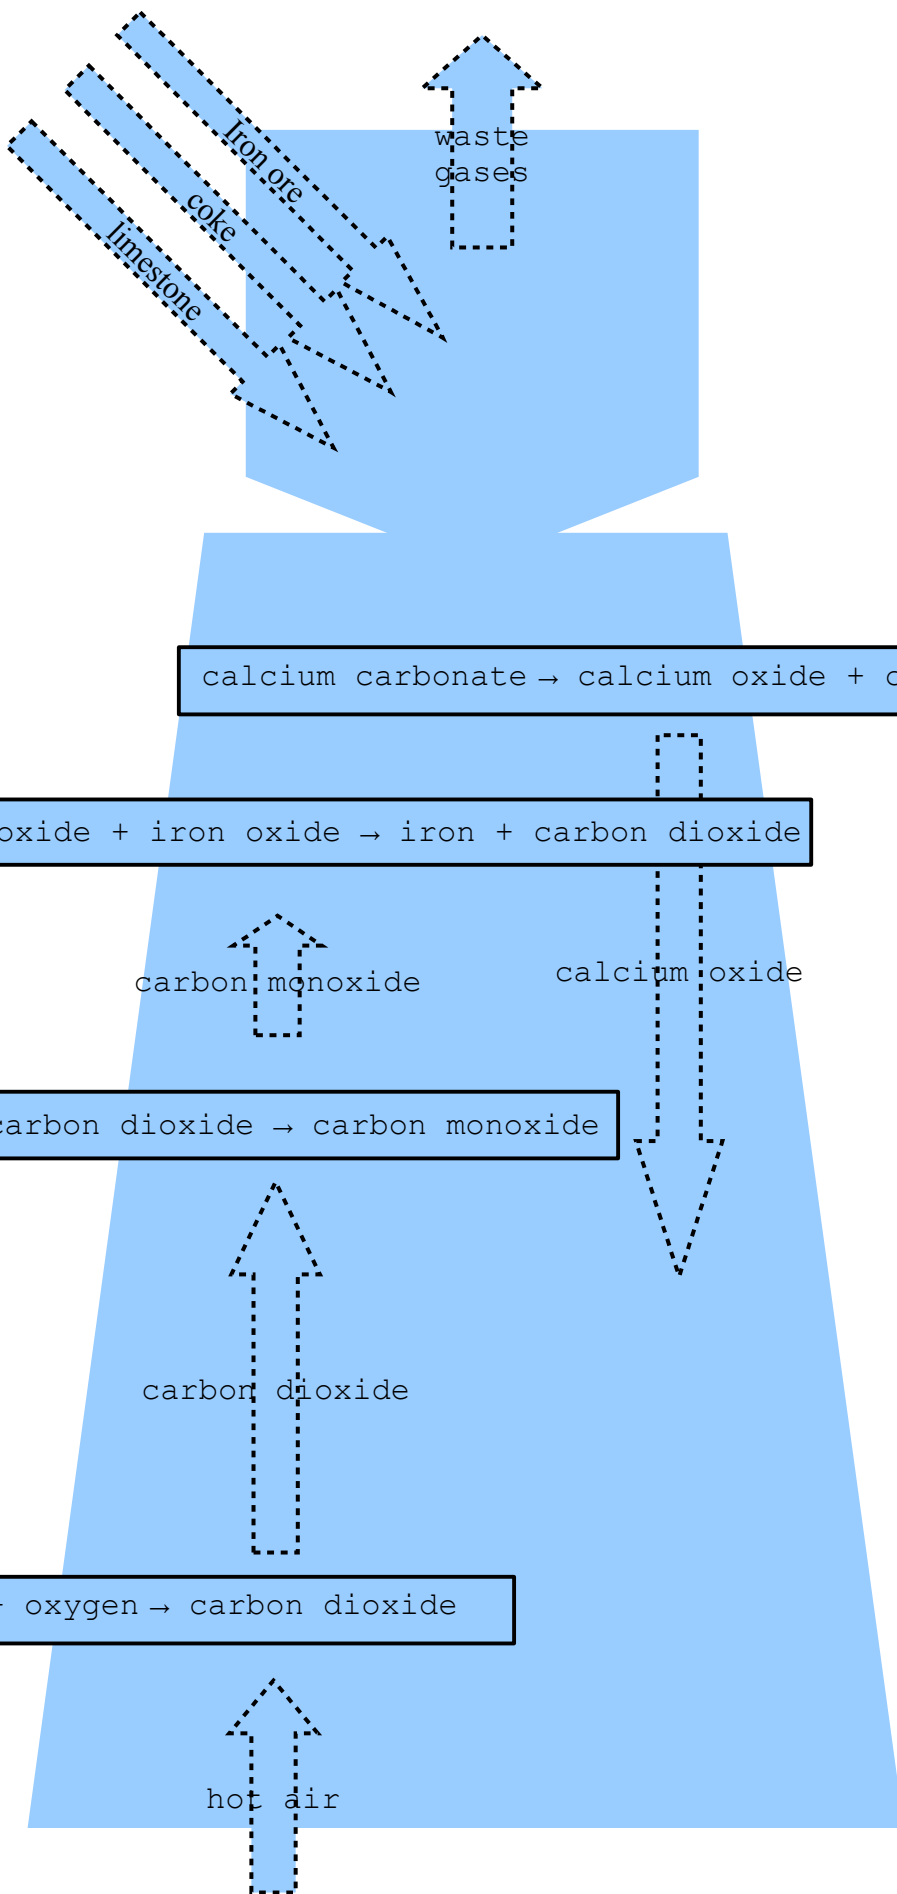 Iron ore
coke
limestone
waste
gases
calcium carbonate → calcium oxide + c
oxide + iron oxide → iron + carbon dioxide
carbon monoxide
calcium oxide
carbon dioxide → carbon monoxide
carbon dioxide
+ oxygen → carbon dioxide
hot air